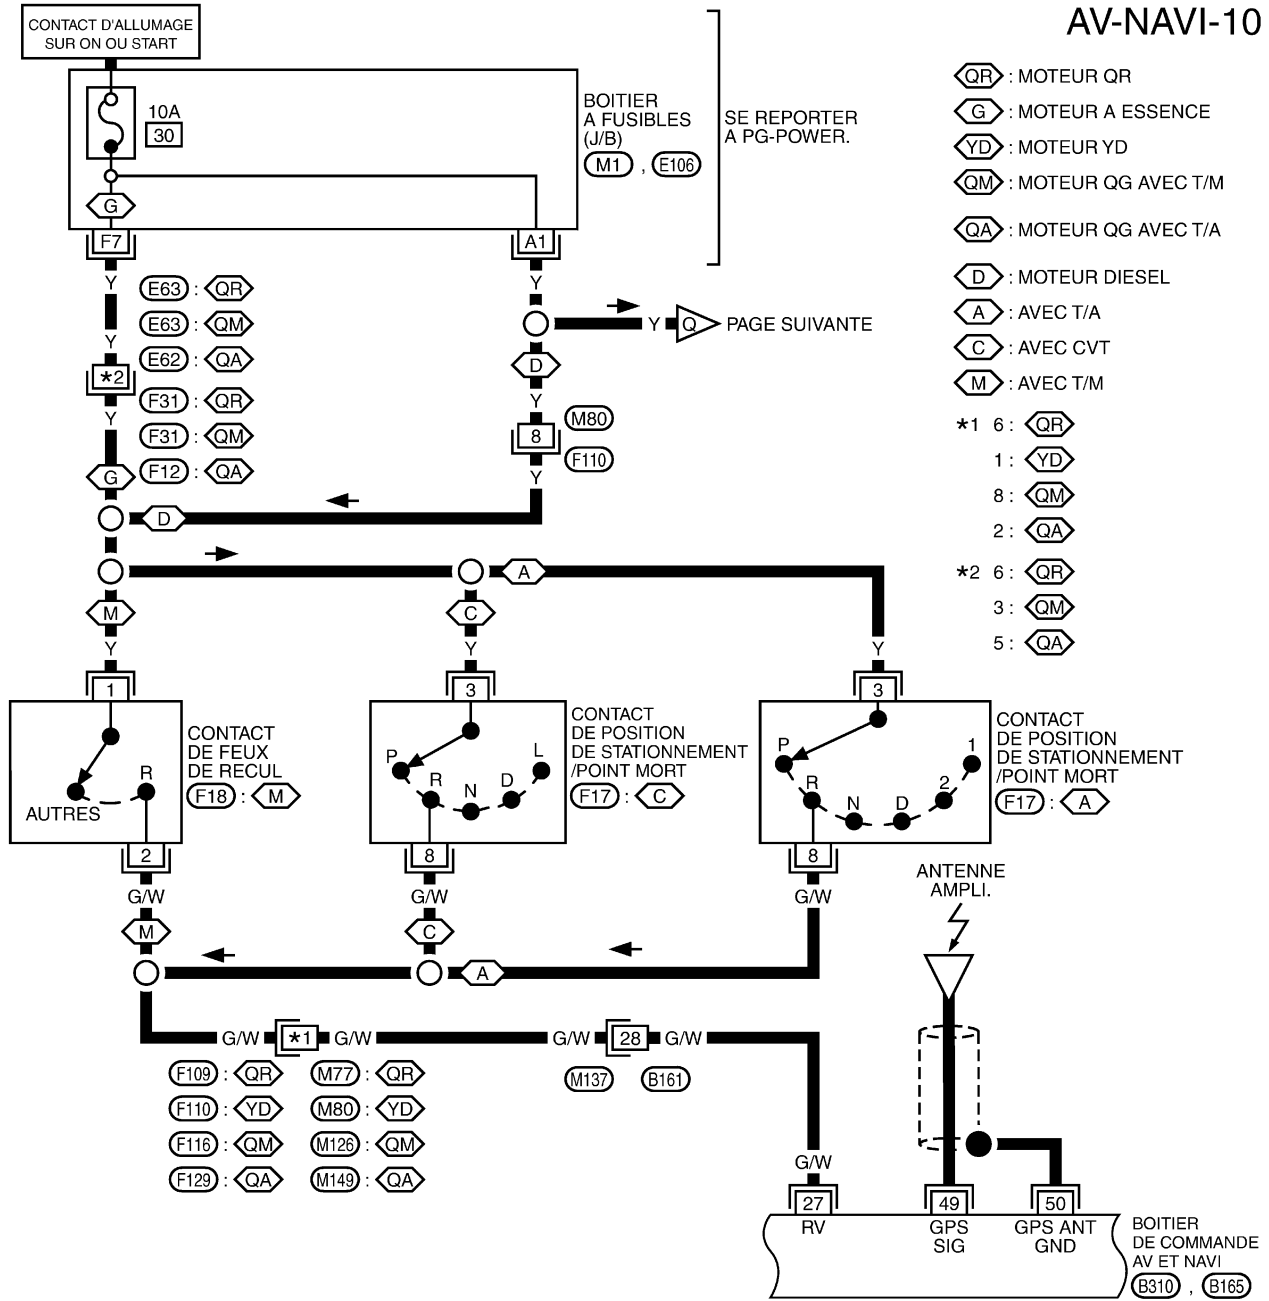 AV-NAVI-10
CONTACT D'ALLUMAGE
SUR ON OU START
10A
30
G
F7
A1
BOITIER
A FUSIBLES
(J/B)
M1 , E106
SE REPORTER
A PG-POWER.
QR : MOTEUR QR
G : MOTEUR A ESSENCE
YD : MOTEUR YD
QM : MOTEUR QG AVEC T/M
QA : MOTEUR QG AVEC T/A
D : MOTEUR DIESEL
A : AVEC T/A
C : AVEC CVT
M : AVEC T/M
*1 6 : QR
1 : YD
8 : QM
2 : QA
*2 6 : QR
3 : QM
5 : QA
Y
Y
*2
Y
G
E63 : QR
E63 : QM
E62 : QA
F31 : QR
F31 : QM
F12 : QA
Y
Y Q PAGE SUIVANTE
D
Y
8
M80
F110
Y
D
A
M
Y
1
C
Y
3
Y
3
AUTRES
R
CONTACT
DE FEUX
DE RECUL
F18 : M
2
P
R
N
D
L
CONTACT
DE POSITION
DE STATIONNEMENT
/POINT MORT
F17 : C
8
P
R
N
D
2
1
CONTACT
DE POSITION
DE STATIONNEMENT
/POINT MORT
F17 : A
8
G/W
M
G/W
C
G/W
A
ANTENNE
AMPLI.
G/W *1 G/W
G/W 28 G/W
F109 : QR M77 : QR
F110 : YD M80 : YD
F116 : QM M126 : QM
F129 : QA M149 : QA
M137
B161
G/W
27
RV
49
GPS
SIG
50
GPS ANT
GND
BOITIER
DE COMMANDE
AV ET NAVI
B310 , B165